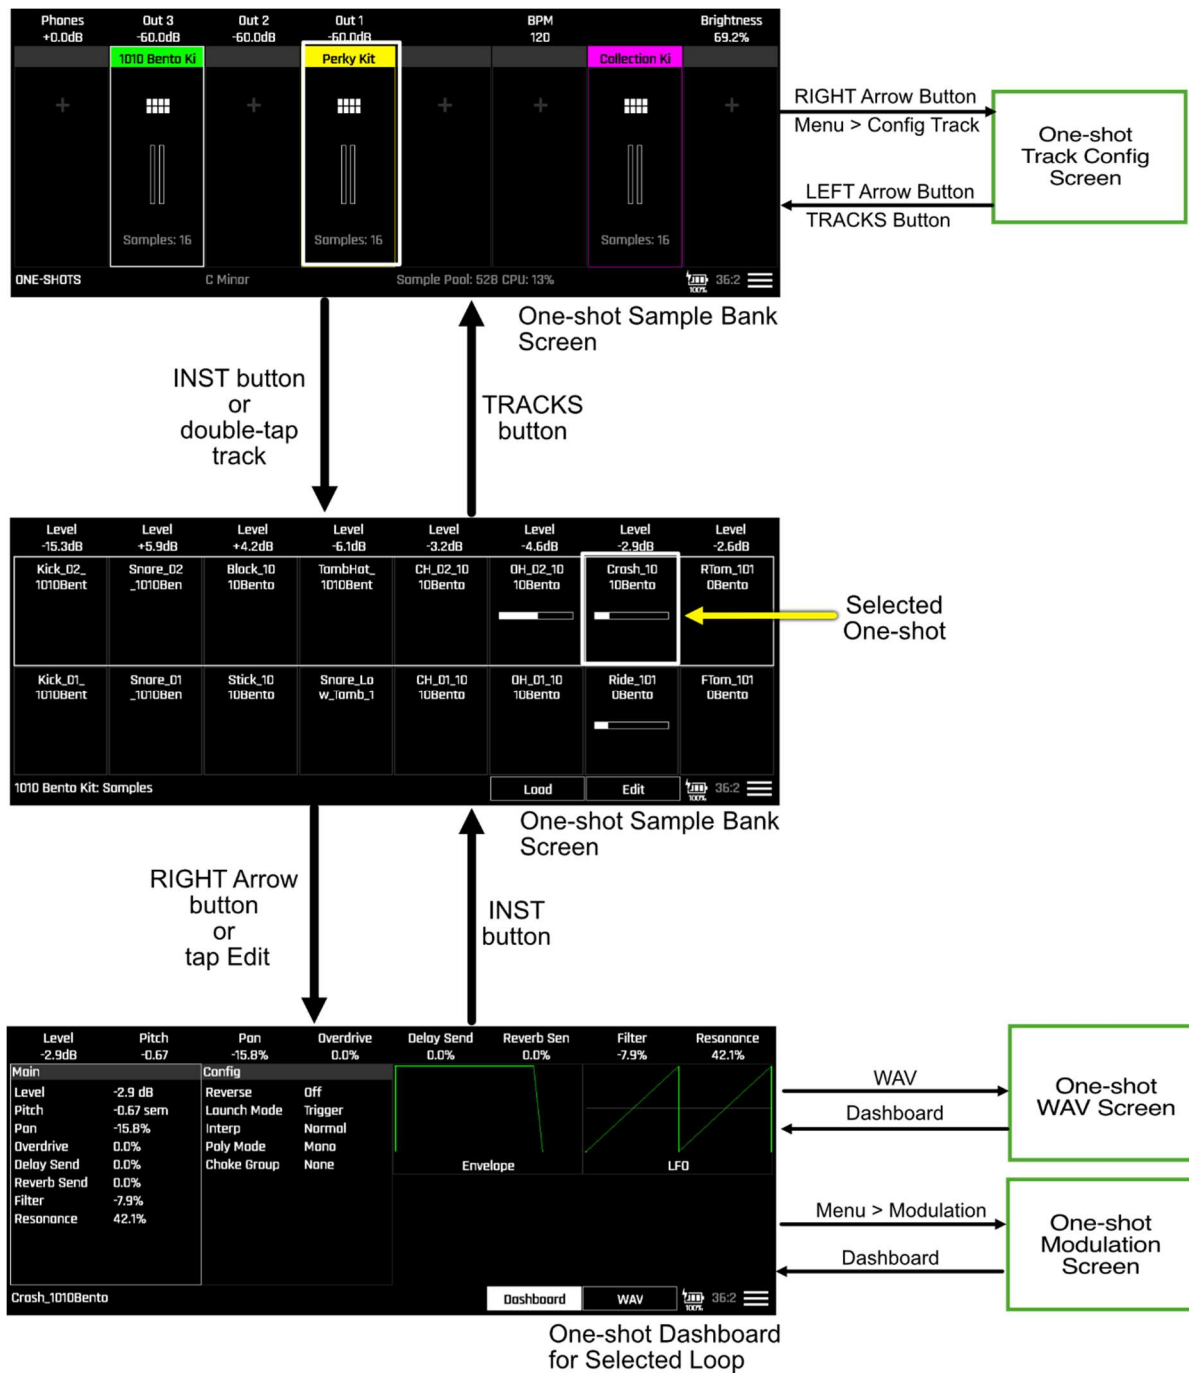 Phones Out 3 Out 2 Out 1 BPM Brightness
+0.0dB -60.0dB -60.0dB -60.0dB 120 69.2%
1010 Bento Ki Perky Kit Collection Ki
+ + + + +
RIGHT Arrow Button
Menu > Config Track
One-shot
Track Config
Screen
LEFT Arrow Button
TRACKS Button
Samples: 16 Samples: 16 Samples: 16
ONE-SHOTS C Minor Sample Pool: 528 CPU: 13% 100% 36:2
One-shot Sample Bank
Screen
INST button
or
double-tap
track
TRACKS
button
Level Level Level Level Level Level Level Level
-15.3dB +5.9dB +4.2dB -6.1dB -3.2dB -4.6dB -2.9dB -2.6dB
Kick_02_ Snare_02 Block_10 TambHat_ CH_02_10 OH_02_10 Crash_10 RTom_101
1010Bent _1010Ben 10Bento 1010Bent 10Bento 10Bento 10Bento 0Bento
Selected
One-shot
Kick_01_ Snare_01 Stick_10 Snare_Lo CH_01_10 OH_01_10 Ride_101 FTom_101
1010Bent _1010Ben 10Bento w_Tamb_1 10Bento 10Bento 0Bento 0Bento
1010 Bento Kit: Samples Load Edit 100% 36:2
One-shot Sample Bank
Screen
RIGHT Arrow
button
or
tap Edit
INST
button
Level Pitch Pan Overdrive Delay Send Reverb Sen Filter Resonance
-2.9dB -0.67 -15.8% 0.0% 0.0% 0.0% -7.9% 42.1%
Main Config
Level -2.9 dB Reverse Off
Pitch -0.67 sem Launch Mode Trigger
Pan -15.8% Interp Normal
Overdrive 0.0% Poly Mode Mono
Delay Send 0.0% Choke Group None
Reverb Send 0.0%
Filter -7.9%
Resonance 42.1%
Envelope LFO
WAV
Dashboard
One-shot
WAV Screen
Menu > Modulation
Dashboard
One-shot
Modulation
Screen
Crash_1010Bento Dashboard WAV 100% 36:2
One-shot Dashboard
for Selected Loop